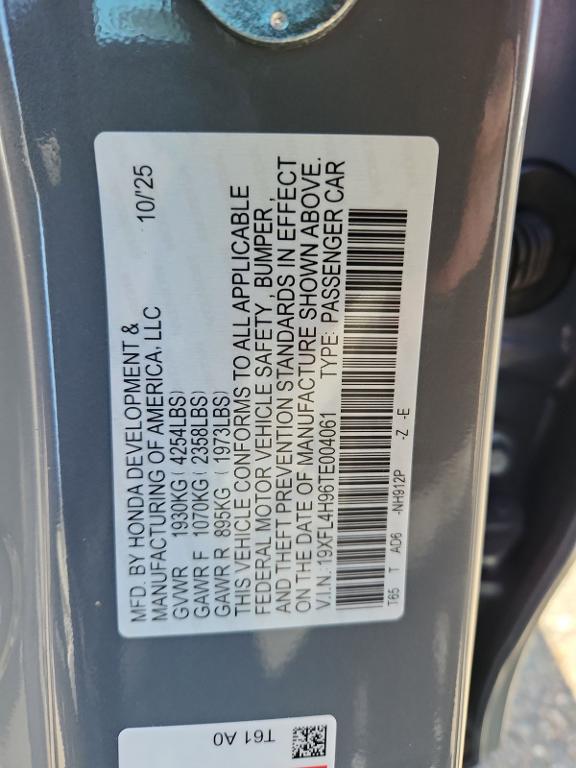 MFD. BY HONDA DEVELOPMENT &
MANUFACTURING OF AMERICA, LLC 10/'25
GVWR 1930KG ( 4254LBS)
GAWR F 1070KG ( 2358LBS)
GAWR R 895KG ( 1973LBS)
THIS VEHICLE CONFORMS TO ALL APPLICABLE
FEDERAL MOTOR VEHICLE SAFETY, BUMPER,
AND THEFT PREVENTION STANDARDS IN EFFECT
ON THE DATE OF MANUFACTURE SHOWN ABOVE.
V.I.N.:19XFL4H96TE004061 TYPE: PASSENGER CAR
T65 T AD6 -NH912P -Z -E
T61 A0